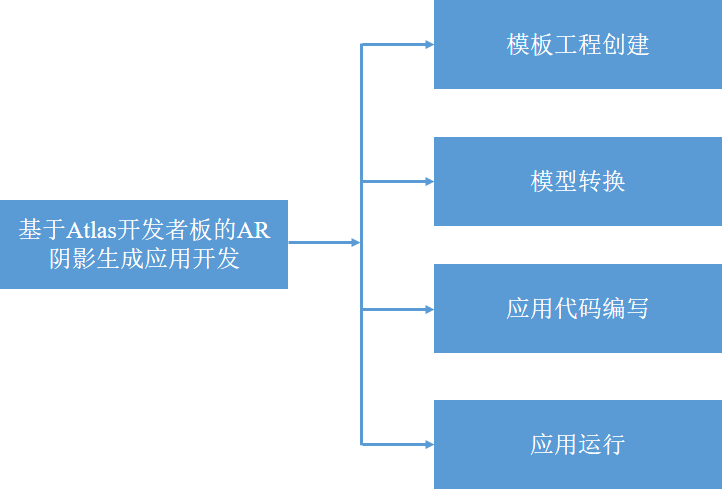 基于Atlas开发者板的AR
阴影生成应用开发
模板工程创建
模型转换
应用代码编写
应用运行